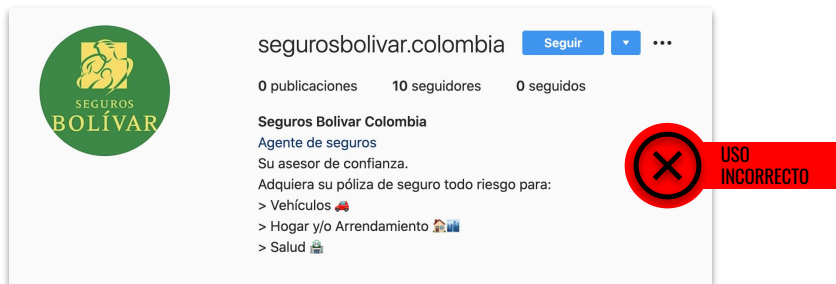 SEGUROS
BOLÍVAR
segurosbolivar.colombia
Seguir
0 publicaciones 10 seguidores 0 seguidos
Seguros Bolivar Colombia
Agente de seguros
Su asesor de confianza.
Adquiera su póliza de seguro todo riesgo para:
> Vehículos 🚗
> Hogar y/o Arrendamiento 🏠🏙️
> Salud 🏥
USO
INCORRECTO